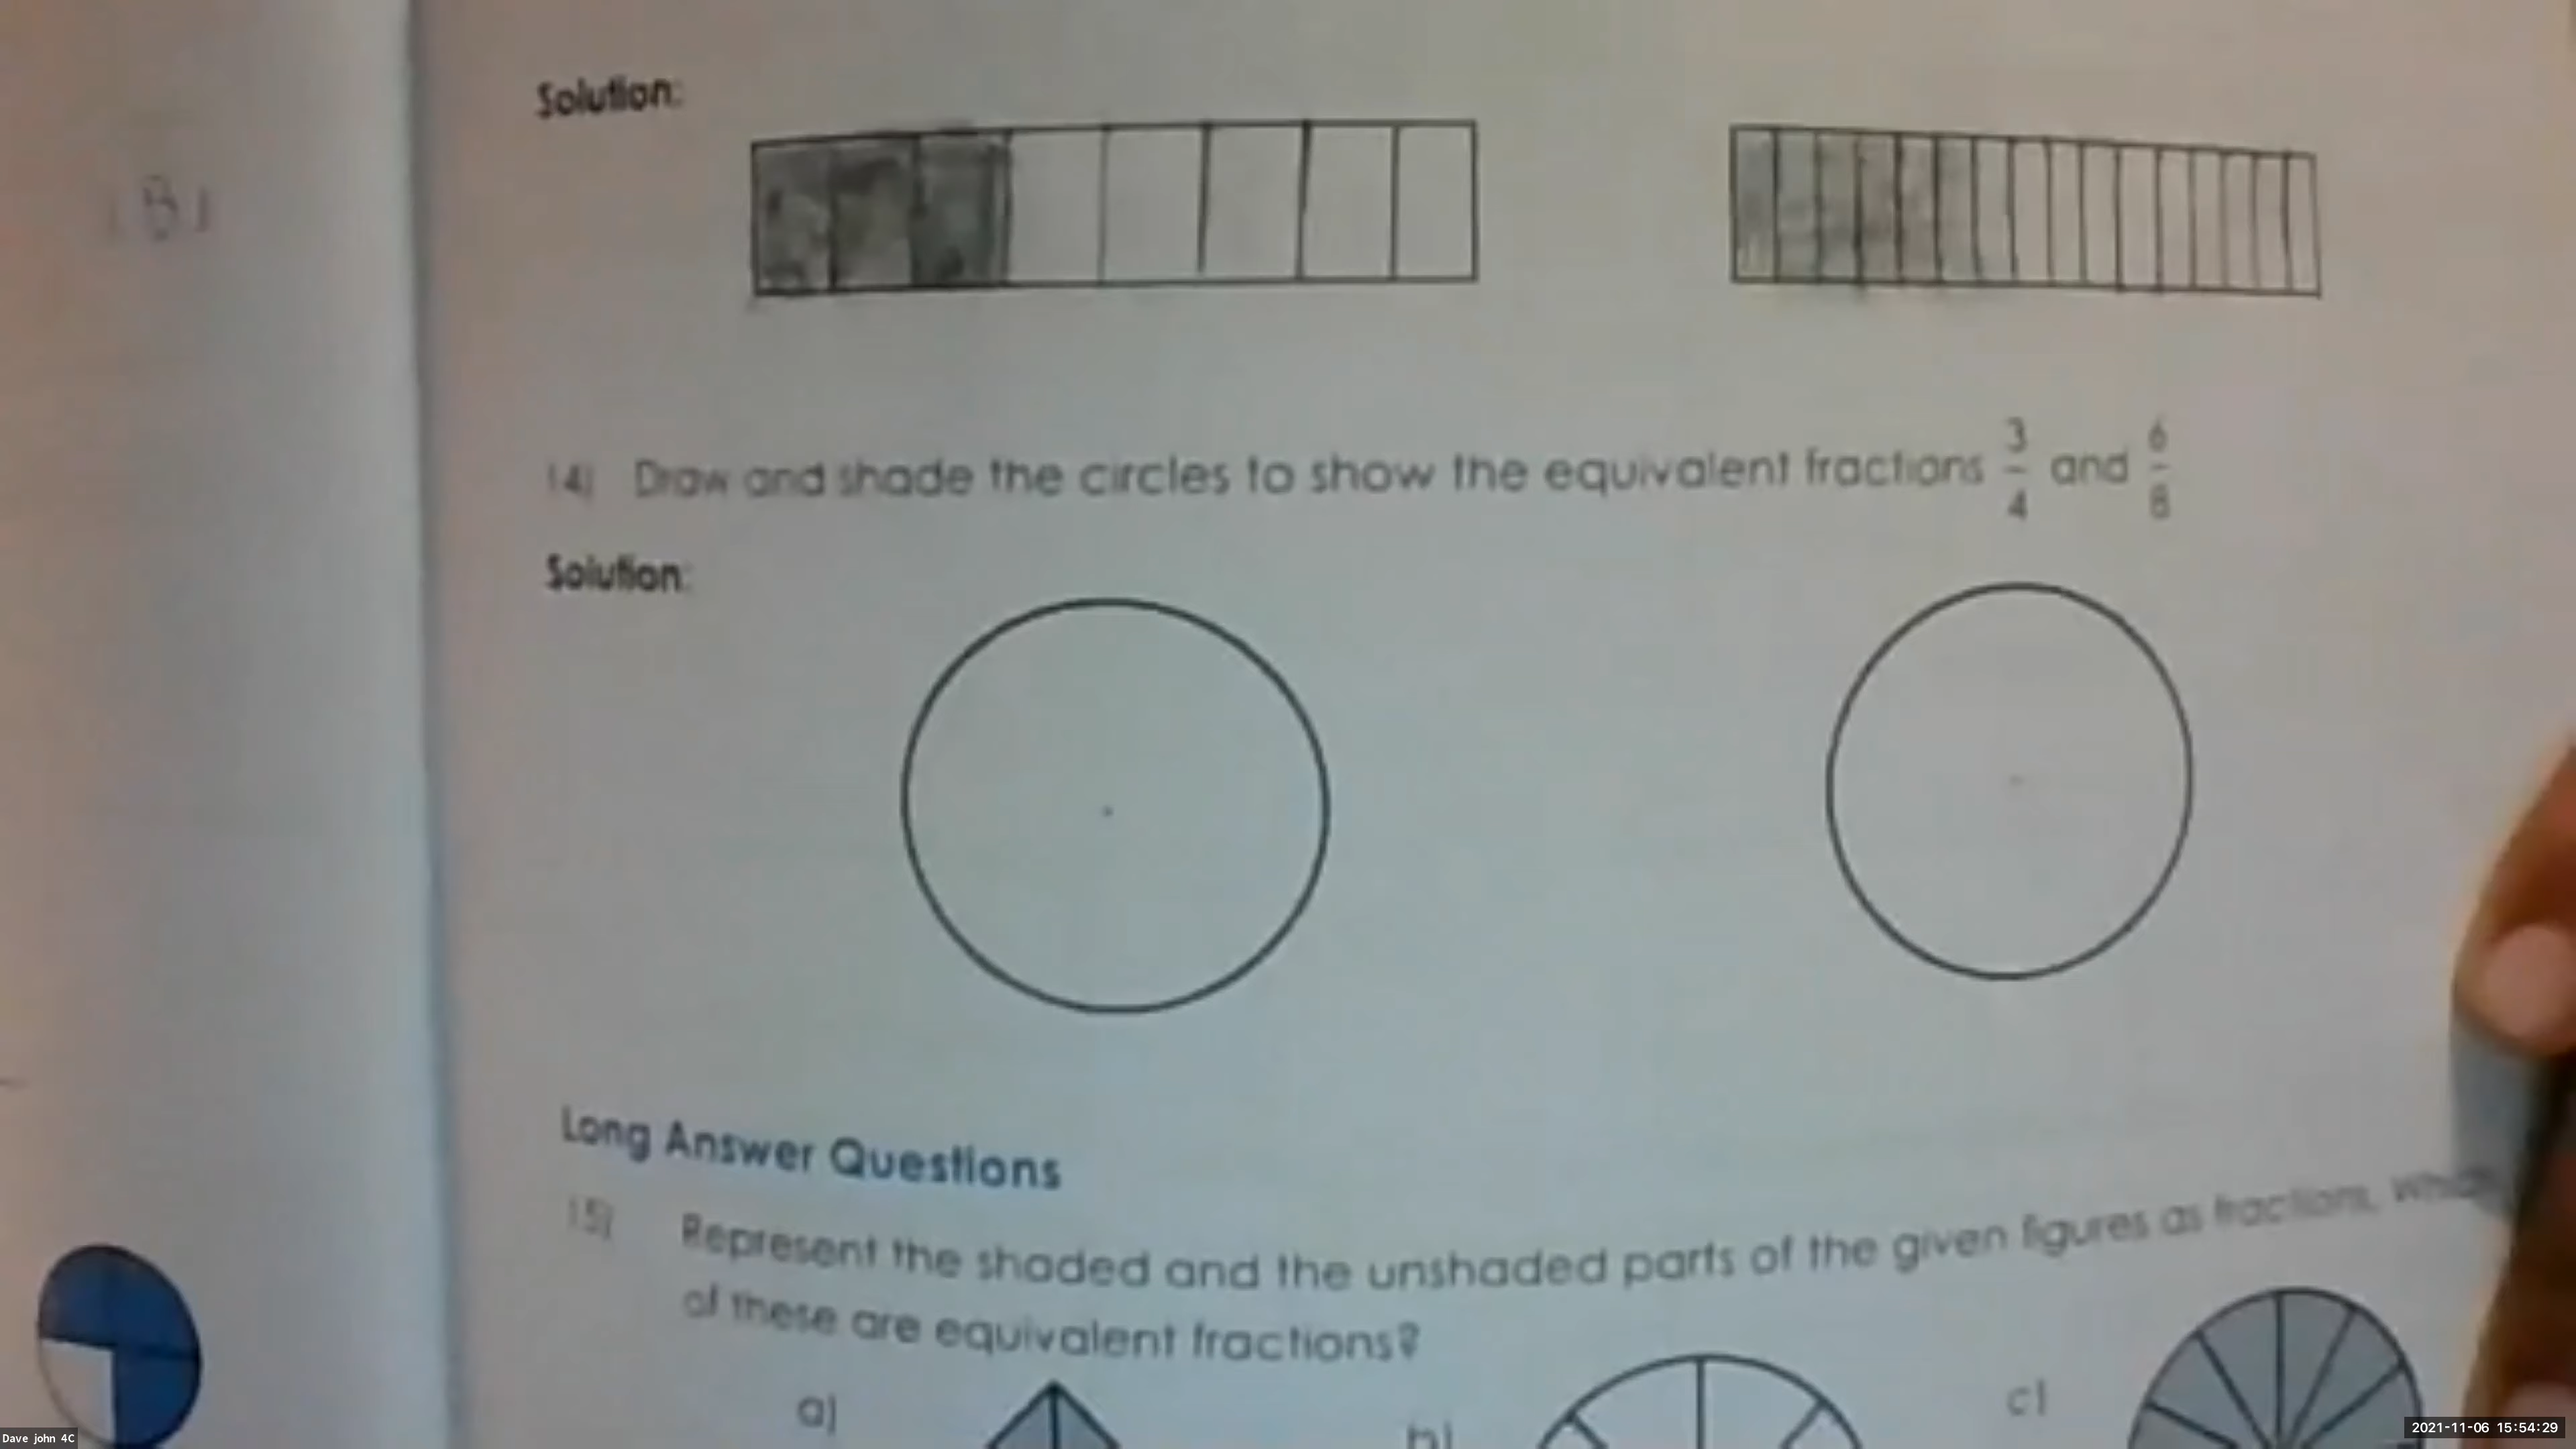 Solution:
14) Draw and shade the circles to show the equivalent fractions 3/4 and 6/8
Solution:
Long Answer Questions
15) Represent the shaded and the unshaded parts of the given figures as fractions. Which
of these are equivalent fractions?
a)
b)
c)
Dave john 4C
2021-11-06 15:54:29